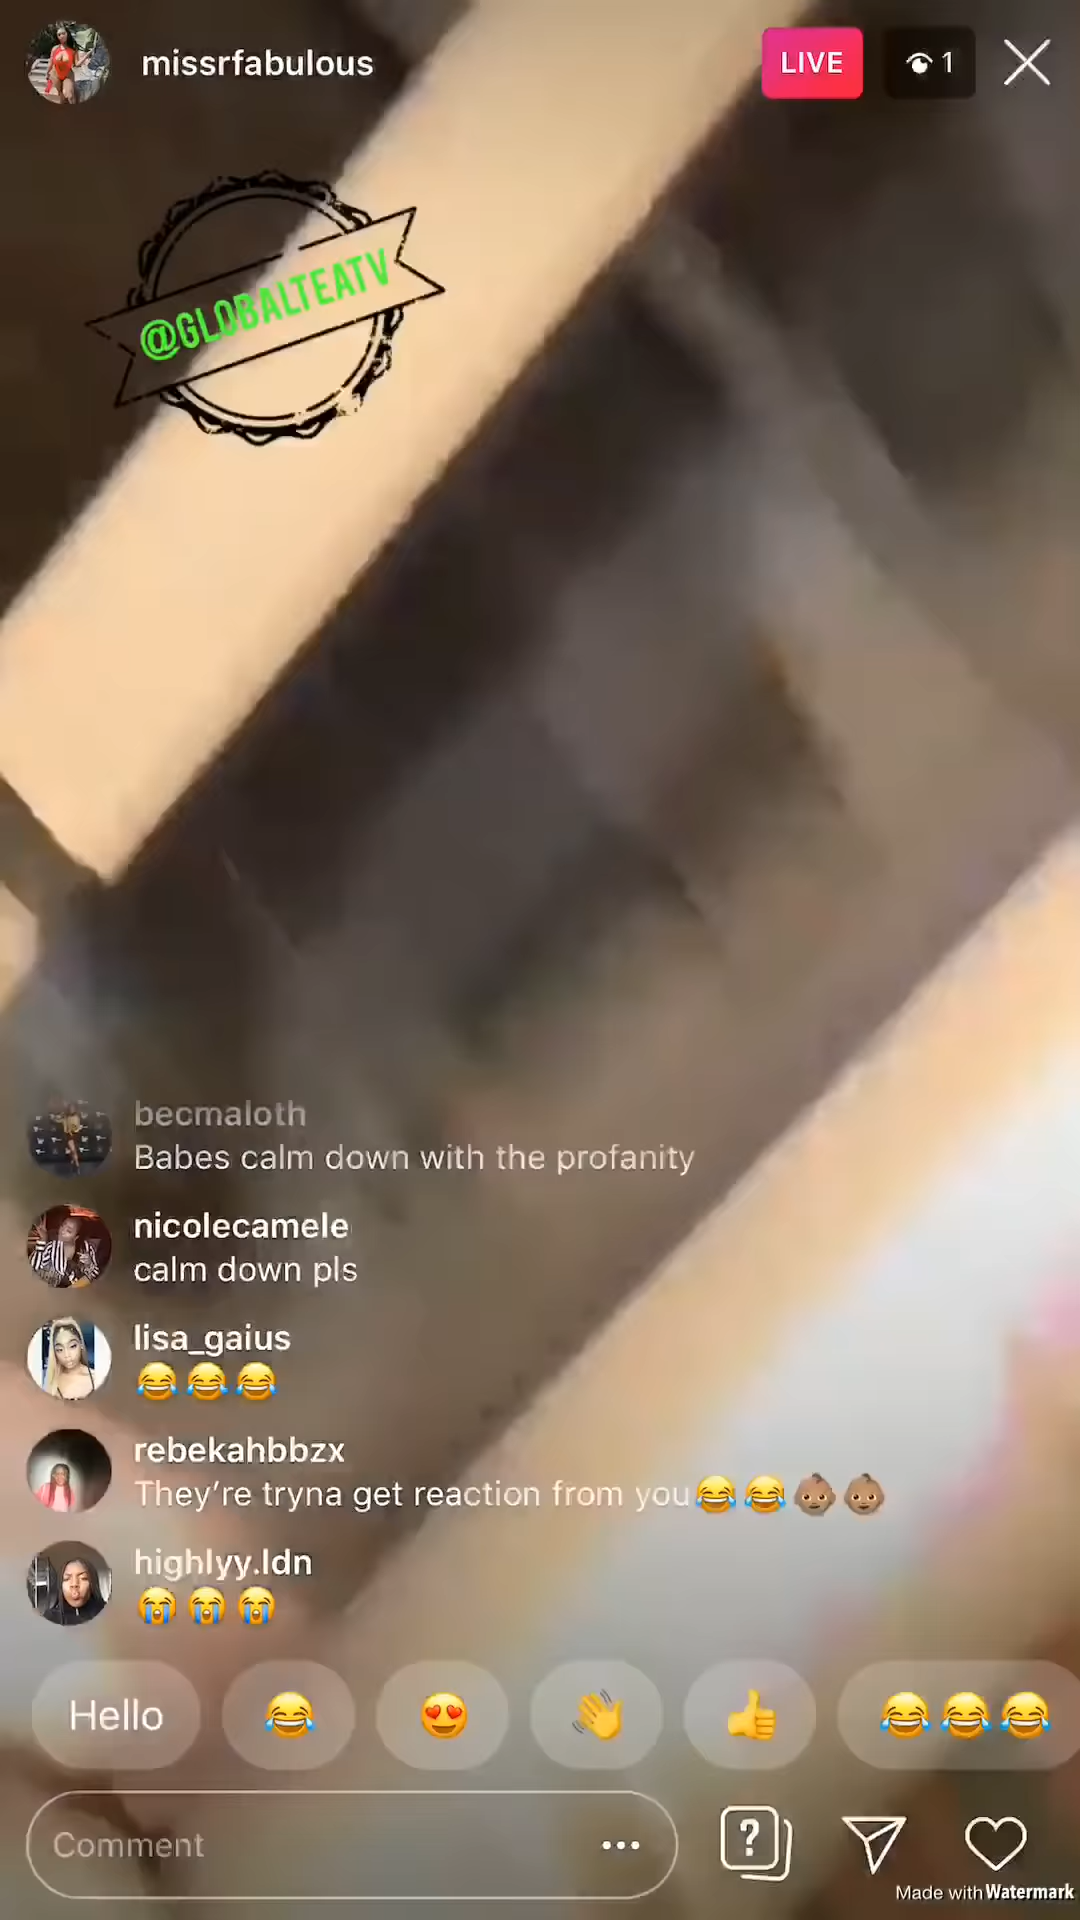 missrfabulous
LIVE
1
@GLOBALTEATV
becmaloth
Babes calm down with the profanity
nicolecamele
calm down pls
lisa_gaius
😂😂😂
rebekahbbzx
They’re tryna get reaction from you😂😂👶🏽👶🏽
highlyy.ldn
😭😭😭
Hello 😂 😍 👋 👍 😂😂😂
Comment
Made with Watermark